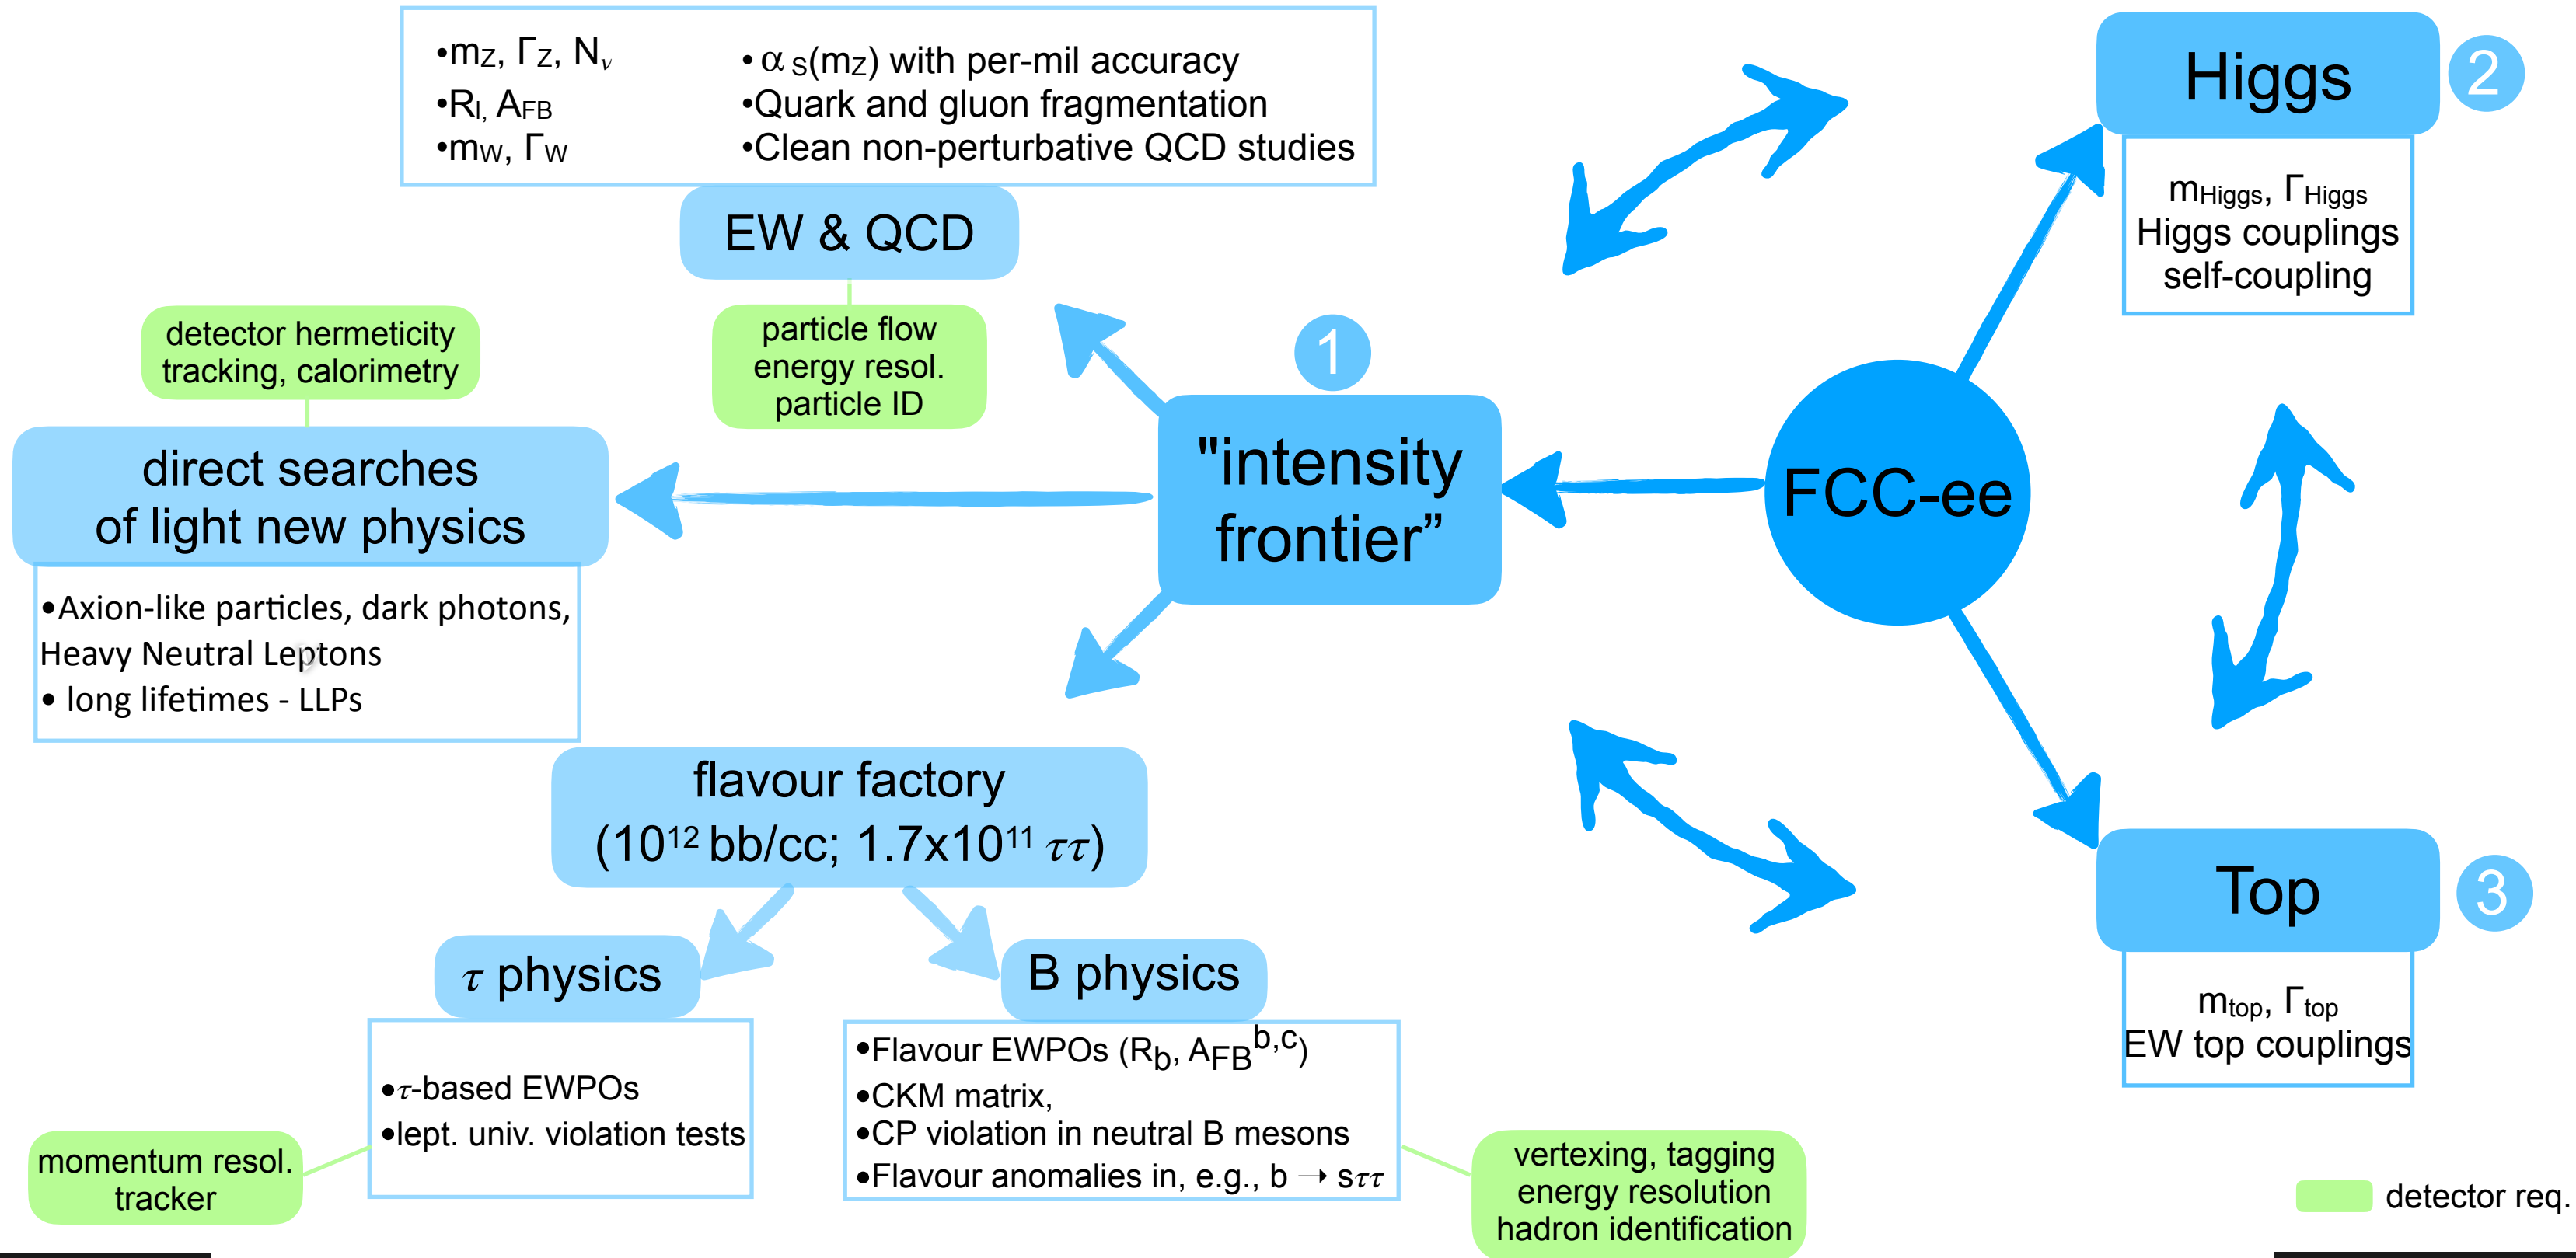 •mZ, ΓZ, Nν
•Rl, AFB
•mW, ΓW
•αS(mZ) with per-mil accuracy
•Quark and gluon fragmentation
•Clean non-perturbative QCD studies
EW & QCD
particle flow
energy resol.
particle ID
detector hermeticity
tracking, calorimetry
direct searches
of light new physics
•Axion-like particles, dark photons,
Heavy Neutral Leptons
• long lifetimes - LLPs
1
"intensity
frontier”
FCC-ee
Higgs
2
mHiggs, ΓHiggs
Higgs couplings
self-coupling
flavour factory
(10¹² bb/cc; 1.7x10¹¹ ττ)
τ physics
•τ-based EWPOs
•lept. univ. violation tests
momentum resol.
tracker
B physics
•Flavour EWPOs (Rb, AFBb,c)
•CKM matrix,
•CP violation in neutral B mesons
•Flavour anomalies in, e.g., b → sττ
vertexing, tagging
energy resolution
hadron identification
Top
3
mtop, Γtop
EW top couplings
detector req.